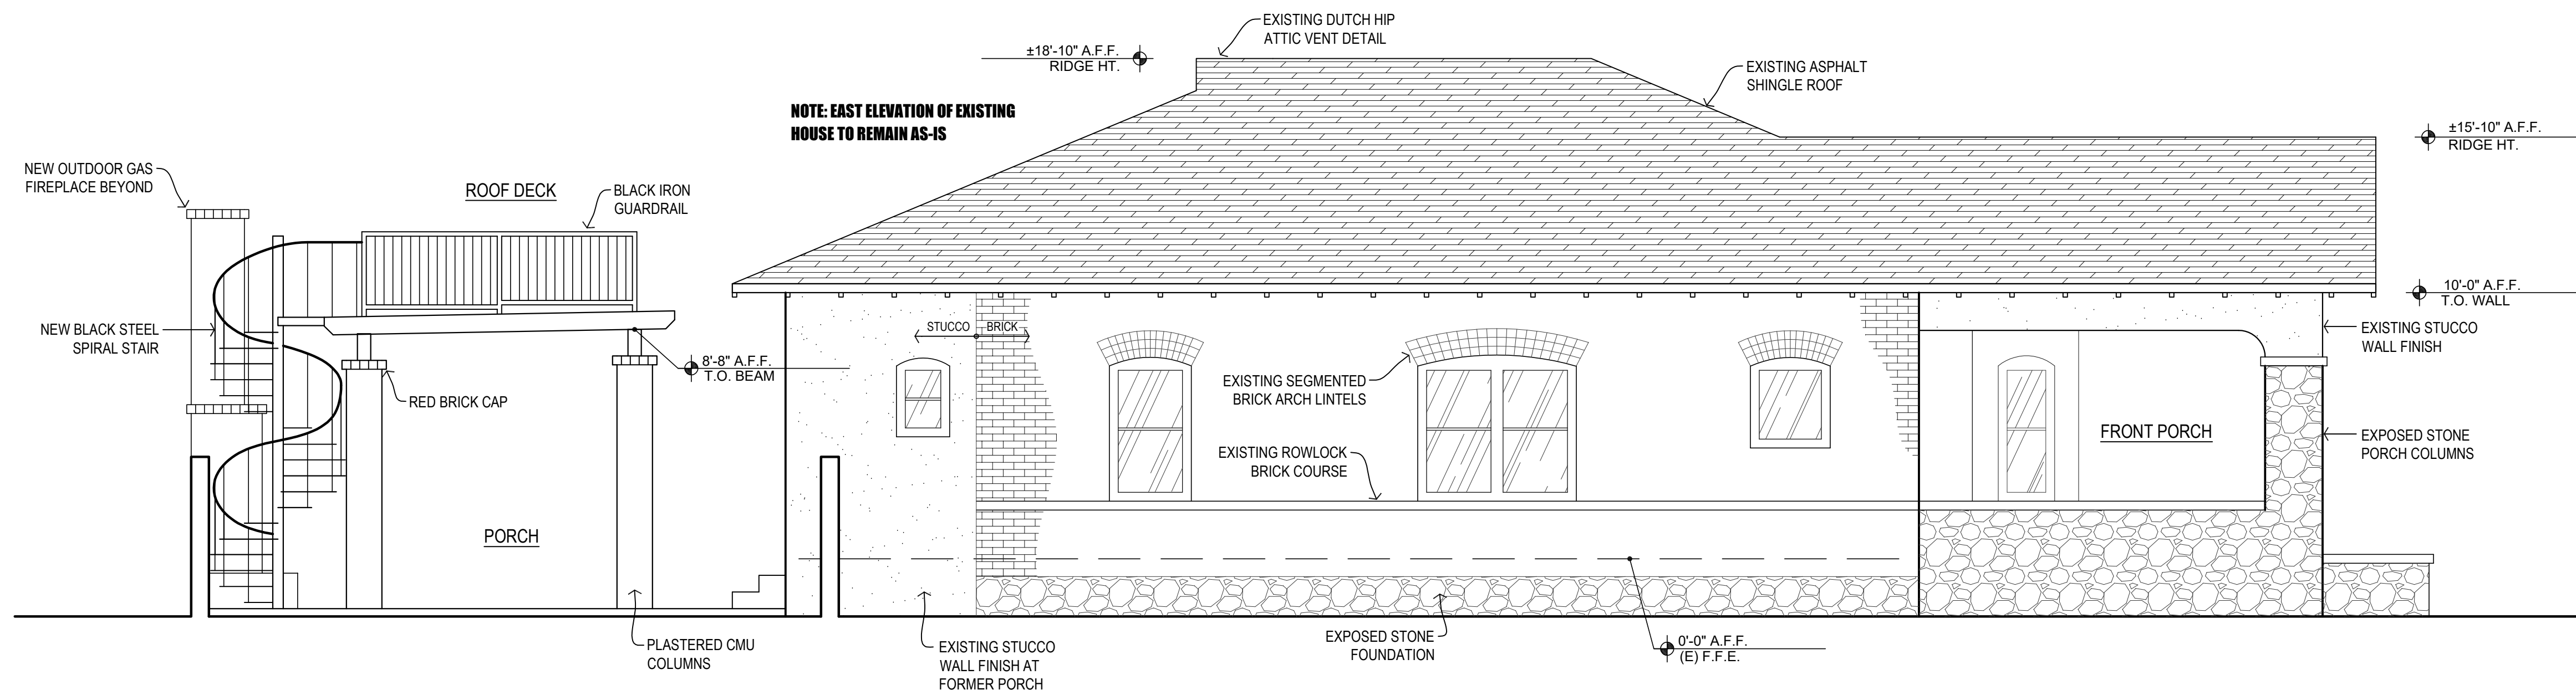 EXISTING DUTCH HIP
ATTIC VENT DETAIL
±18'-10" A.F.F.
RIDGE HT.
EXISTING ASPHALT
SHINGLE ROOF
NOTE: EAST ELEVATION OF EXISTING
HOUSE TO REMAIN AS-IS
±15'-10" A.F.F.
RIDGE HT.
NEW OUTDOOR GAS
FIREPLACE BEYOND
ROOF DECK
BLACK IRON
GUARDRAIL
10'-0" A.F.F.
T.O. WALL
NEW BLACK STEEL
SPIRAL STAIR
STUCCO
BRICK
EXISTING STUCCO
WALL FINISH
8'-8" A.F.F.
T.O. BEAM
RED BRICK CAP
EXISTING SEGMENTED
BRICK ARCH LINTELS
FRONT PORCH
EXPOSED STONE
PORCH COLUMNS
EXISTING ROWLOCK
BRICK COURSE
PORCH
PLASTERED CMU
COLUMNS
EXISTING STUCCO
WALL FINISH AT
FORMER PORCH
EXPOSED STONE
FOUNDATION
0'-0" A.F.F.
(E) F.F.E.